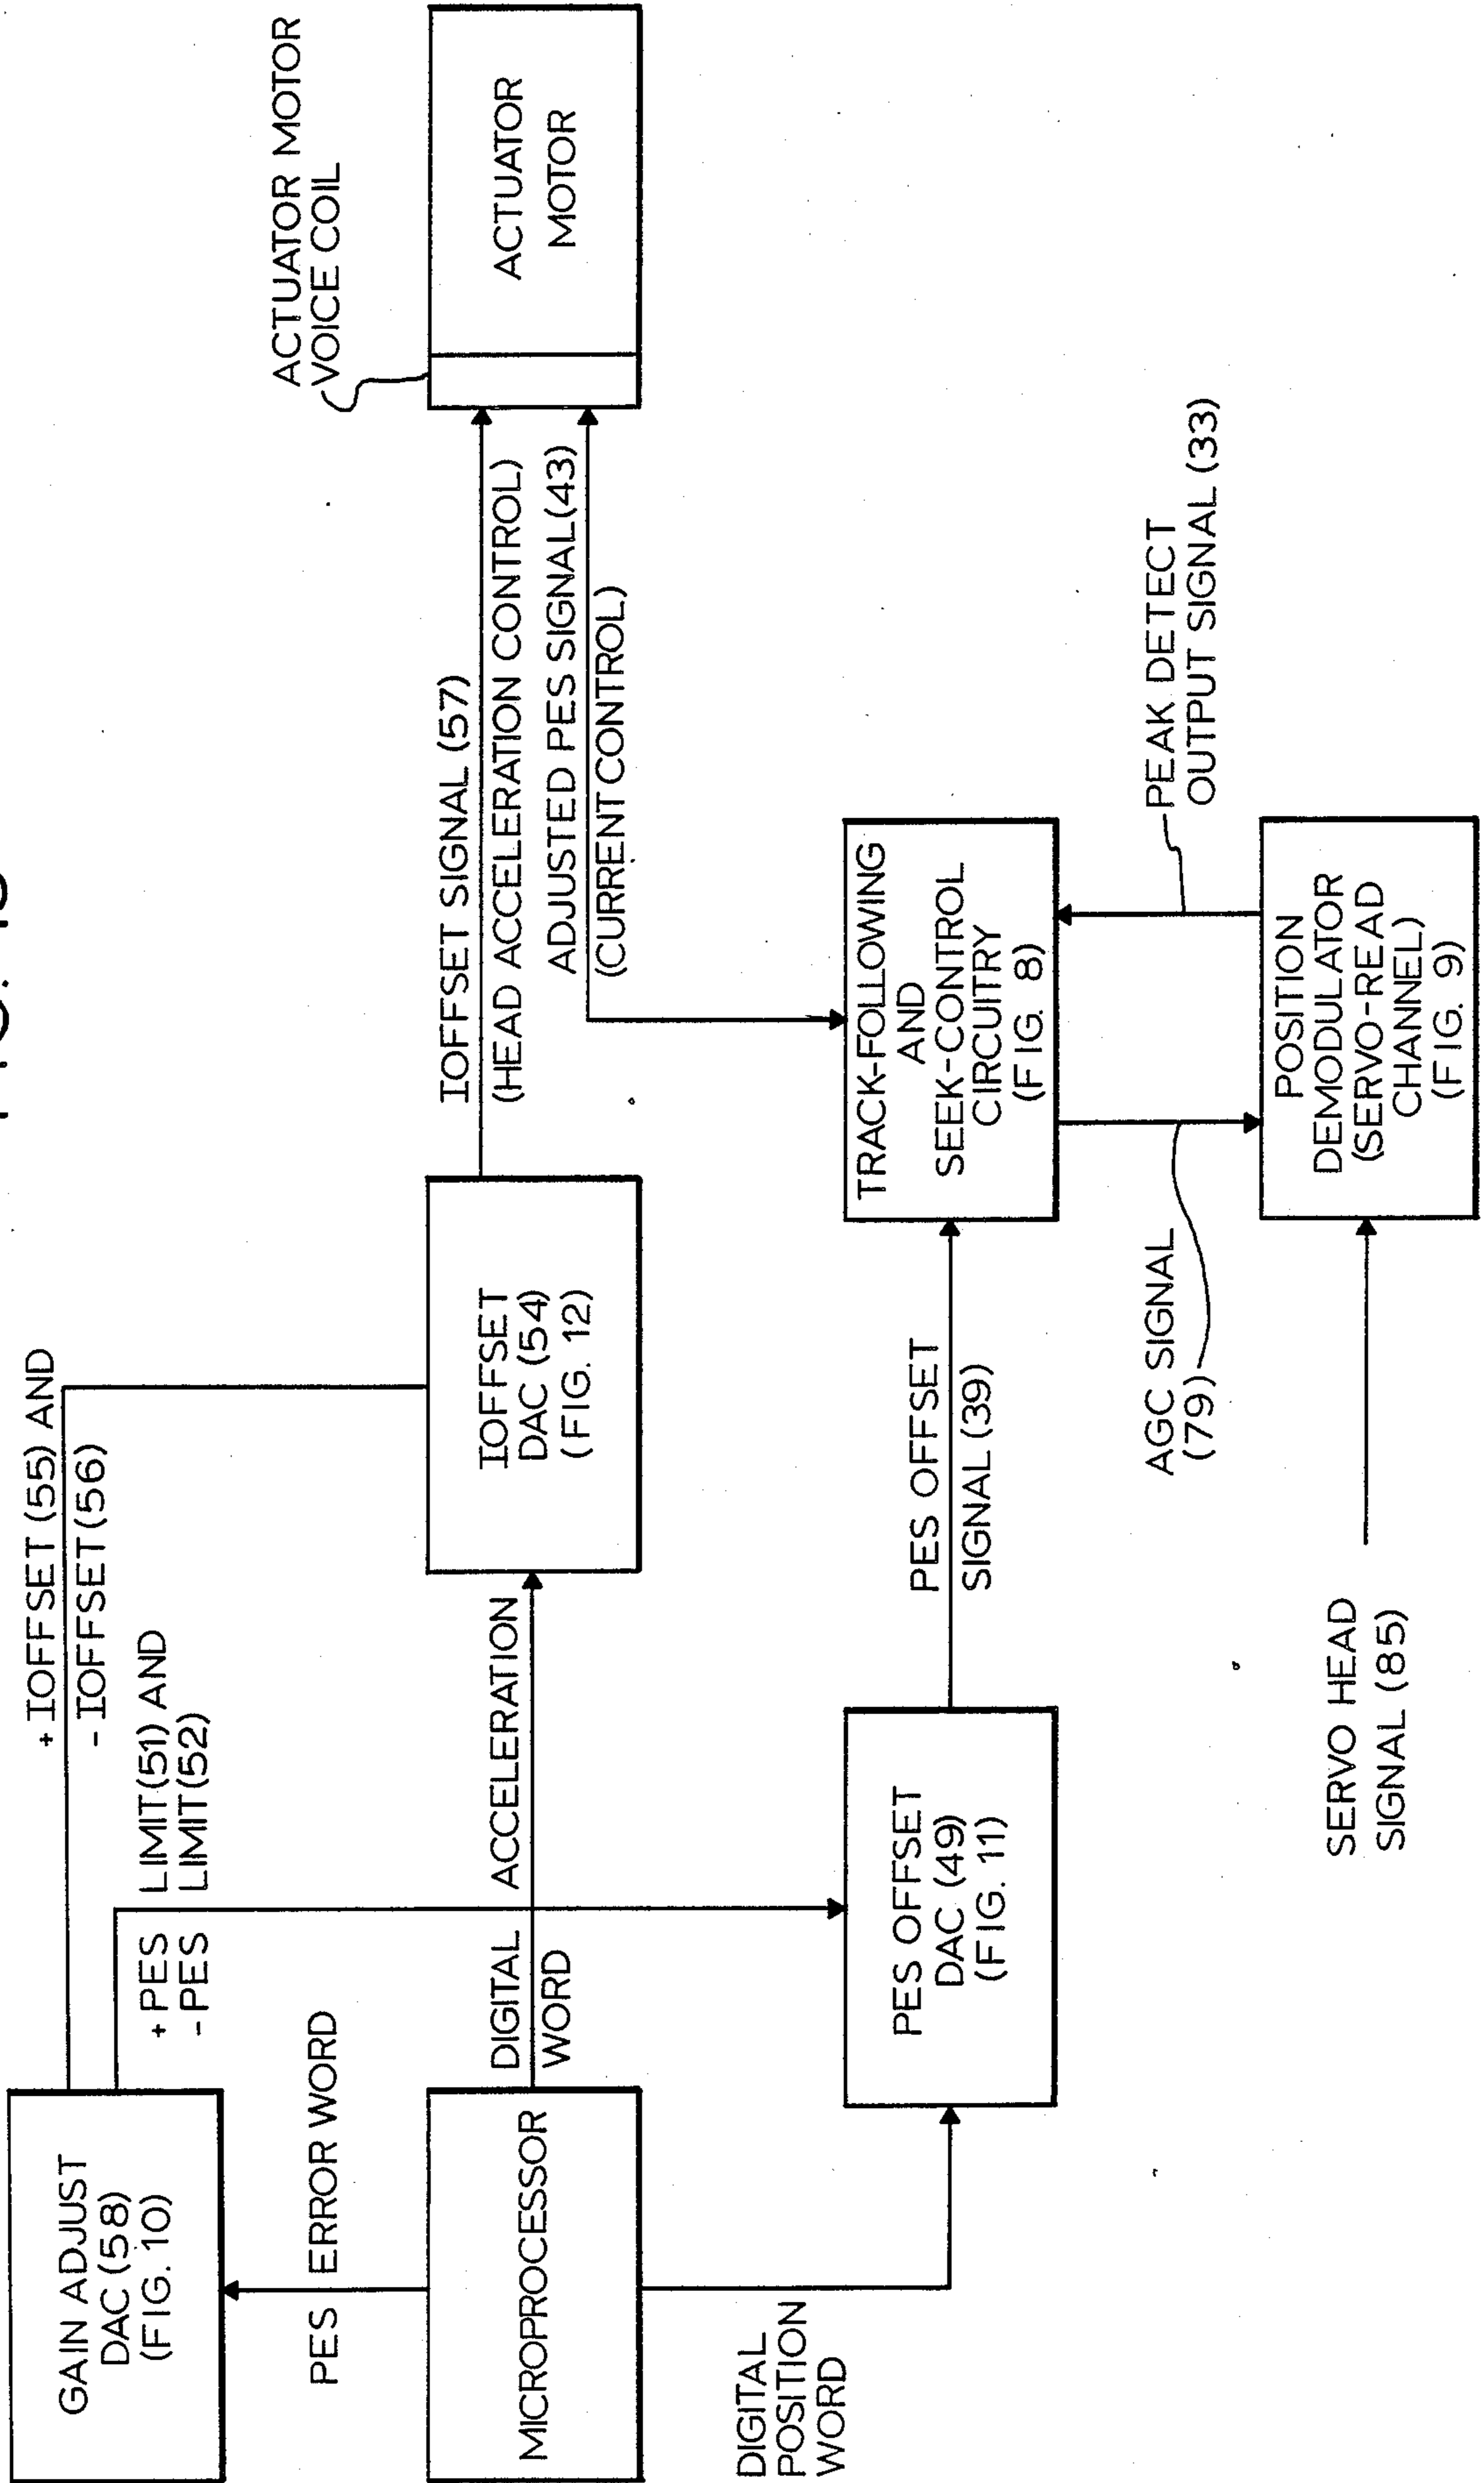 + IOFFSET (55) AND
- IOFFSET (56)
+ PES LIMIT (51) AND
- PES LIMIT (52)
GAIN ADJUST
DAC (58)
(FIG. 10)
PES ERROR WORD
MICROPROCESSOR
DIGITAL ACCELERATION
WORD
IOFFSET
DAC (54)
(FIG. 12)
IOFFSET SIGNAL (57)
(HEAD ACCELERATION CONTROL)
ADJUSTED PES SIGNAL (43)
(CURRENT CONTROL)
ACTUATOR MOTOR
VOICE COIL
ACTUATOR
MOTOR
DIGITAL
POSITION
WORD
PES OFFSET
DAC (49)
(FIG. 11)
PES OFFSET
SIGNAL (39)
TRACK-FOLLOWING
AND
SEEK-CONTROL
CIRCUITRY
(FIG. 8)
AGC SIGNAL
(79)
PEAK DETECT
OUTPUT SIGNAL (33)
SERVO HEAD
SIGNAL (85)
POSITION
DEMODULATOR
(SERVO-READ
CHANNEL)
(FIG. 9)